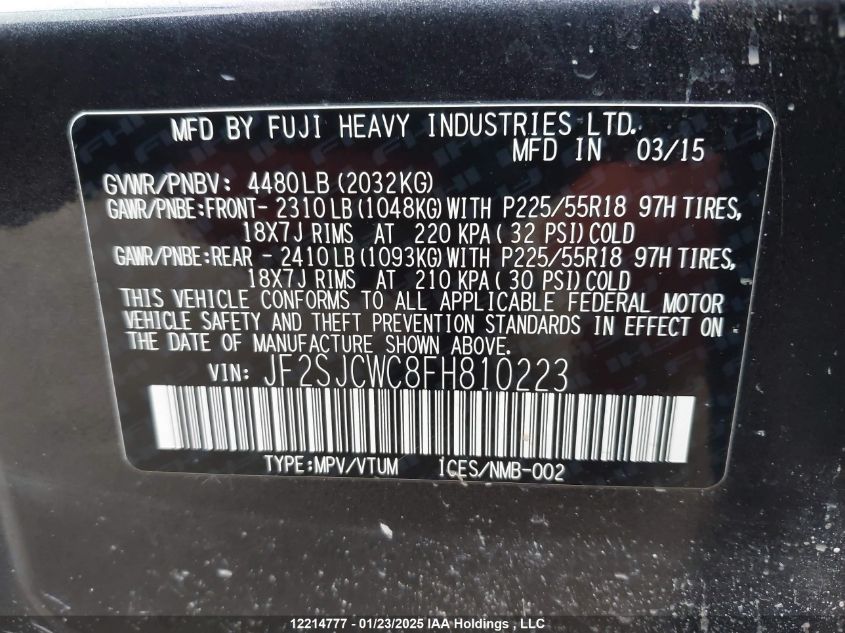 MFD BY FUJI HEAVY INDUSTRIES LTD.
MFD IN 03/15
GVWR/PNBV: 4480LB(2032KG)
GAWR/PNBE:FRONT- 2310LB(1048KG)WITH P225/55R18 97H TIRES,
18X7J RIMS AT 220 KPA( 32 PSI)COLD
GAWR/PNBE:REAR - 2410LB(1093KG)WITH P225/55R18 97H TIRES,
18X7J RIMS AT 210 KPA( 30 PSI)COLD
THIS VEHICLE CONFORMS TO ALL APPLICABLE FEDERAL MOTOR
VEHICLE SAFETY AND THEFT PREVENTION STANDARDS IN EFFECT ON
THE DATE OF MANUFACTURE SHOWN ABOVE.
VIN: JF2SJCWC8FH810223
TYPE:MPV/VTUM ICES/NMB-002
12214777 - 01/23/2025 IAA Holdings , LLC